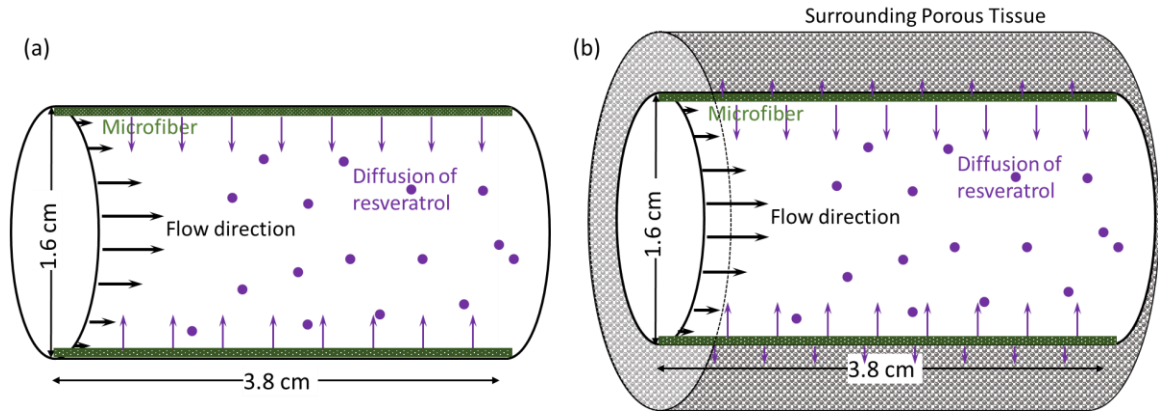 (a)
Microfiber
Diffusion of
resveratrol
Flow direction
1.6 cm
3.8 cm
Surrounding Porous Tissue
(b)
Microfiber
Diffusion of
resveratrol
Flow direction
1.6 cm
3.8 cm